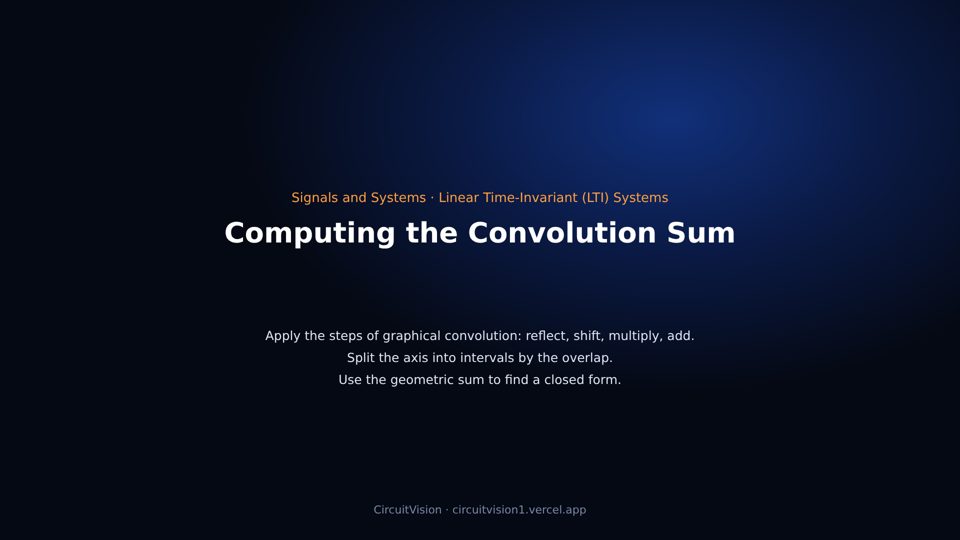 Signals and Systems · Linear Time-Invariant (LTI) Systems
Computing the Convolution Sum
Apply the steps of graphical convolution: reflect, shift, multiply, add.
Split the axis into intervals by the overlap.
Use the geometric sum to find a closed form.
CircuitVision · circuitvision1.vercel.app